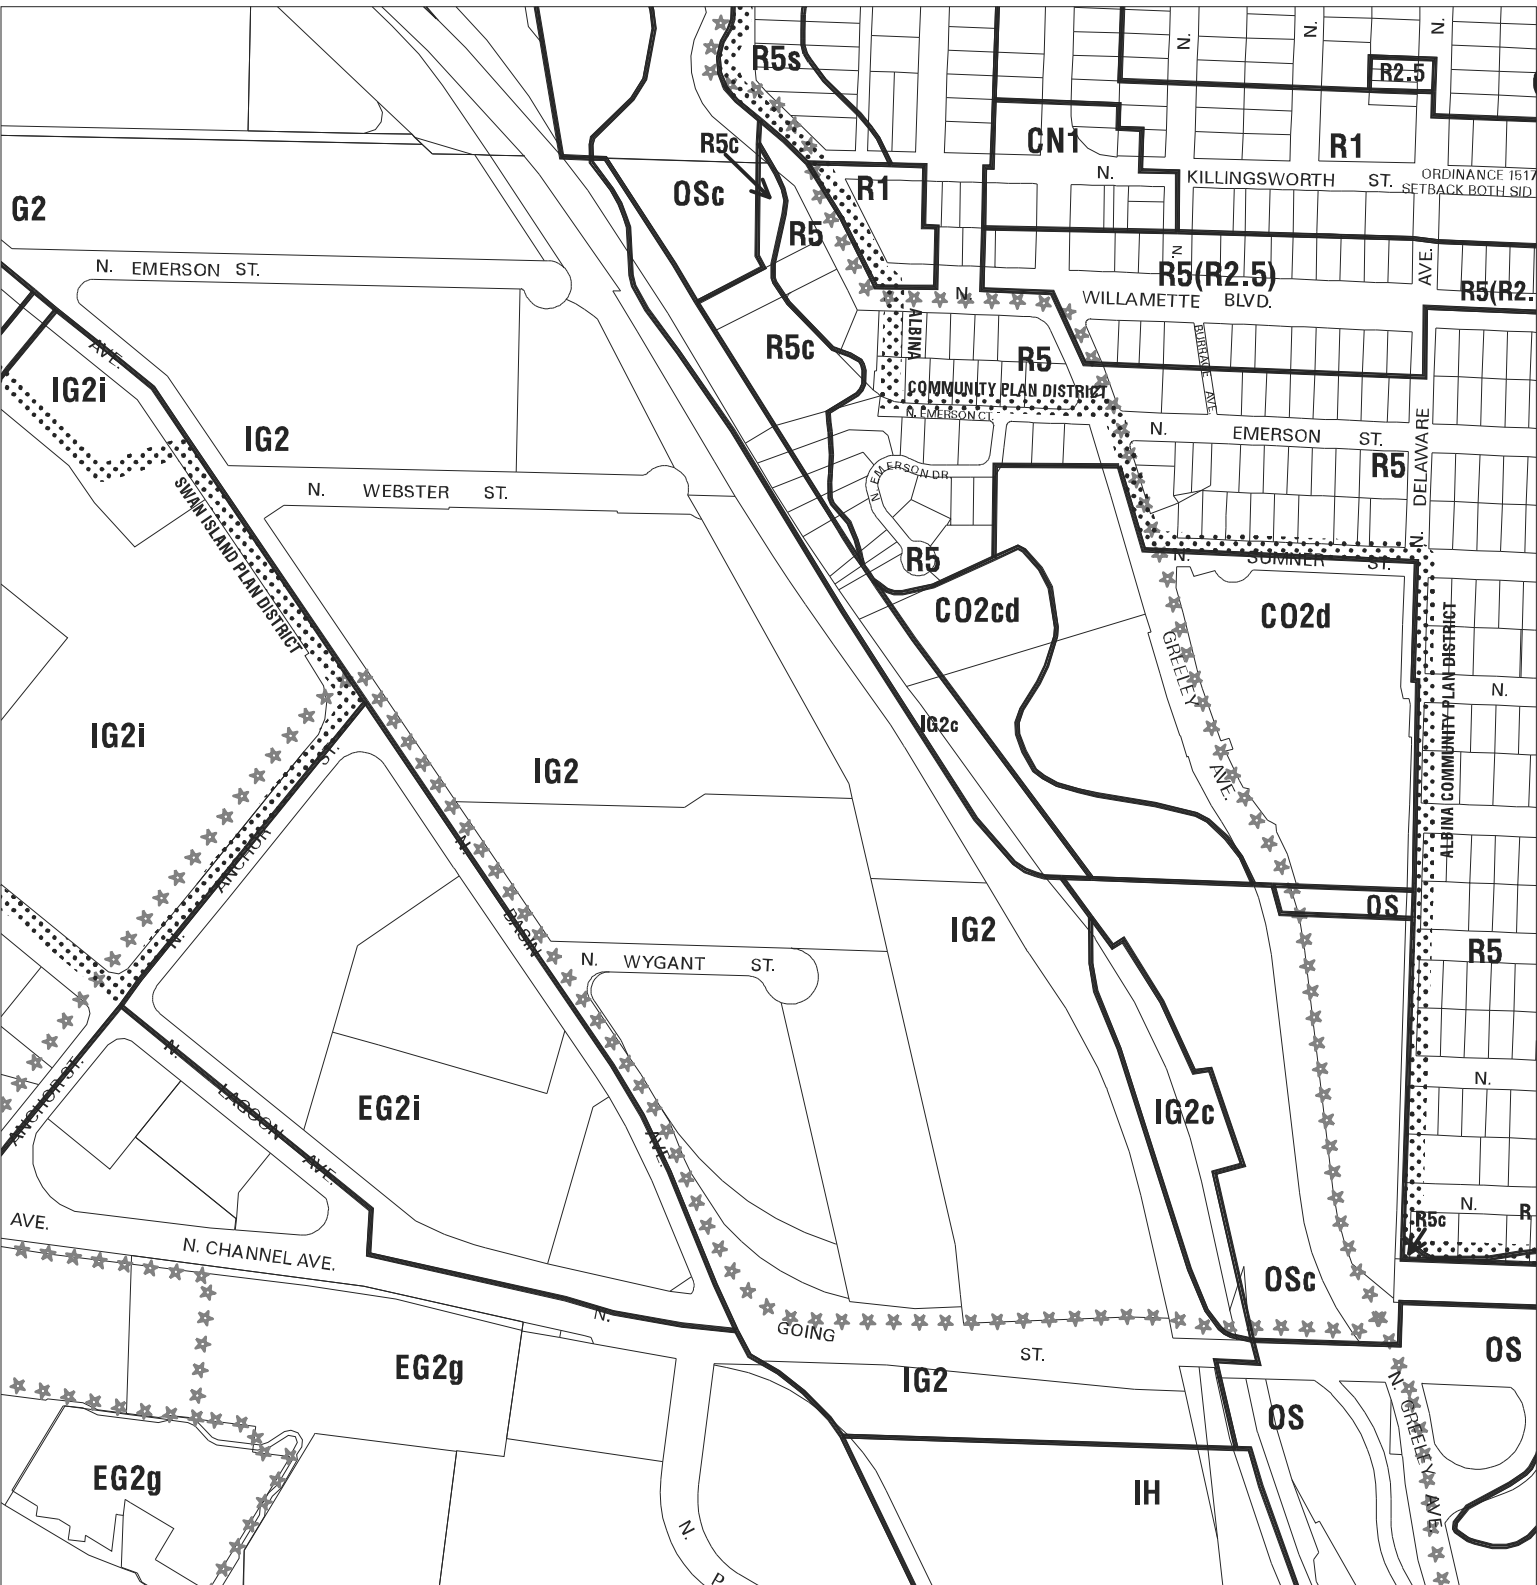 N.
N.
N.
R5s
R2.5
R5c
CN1
R1
N.
KILLINGSWORTH ST.
ORDINANCE 1517
SETBACK BOTH SID
OSc
R1
G2
R5
N.
N. EMERSON ST.
R5(R2.5)
AVE.
R5(R2.
N.
WILLAMETTE BLVD.
ALBINA
BURRAGE AVE
AVE.
R5c
R5
IG2i
COMMUNITY PLAN DISTRICT
N. EMERSON CT.
IG2
N. EMERSON ST.
DELAWARE
R5
N. EMERSON DR
N. WEBSTER ST.
SWAN ISLAND PLAN DISTRICT
N.
R5
N. SUMNER ST.
CO2cd
CO2d
GREELEY
ALBINA COMMUNITY PLAN DISTRICT
N.
IG2c
IG2i
ST.
IG2
AVE.
N.
ANCHOR
OS
BASIN
IG2
N.
R5
N. WYGANT ST.
N.
N.
ANCHOR ST.
LAGOON
EG2i
IG2c
AVE.
AVE.
N.
R5c
R
AVE.
N. CHANNEL AVE.
OSc
N.
GOING
ST.
OS
EG2g
IG2
N. GREELEY
OS
EG2g
IH
AVE
N.
P